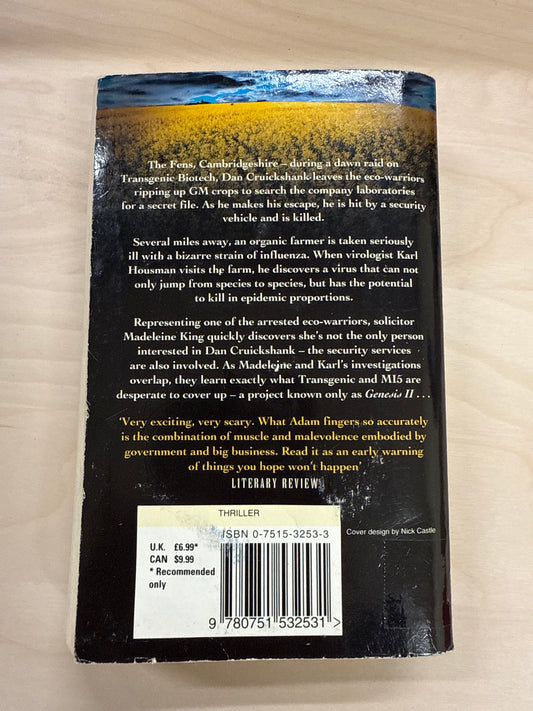 The Fens, Cambridgeshire – during a dawn raid on
Transgenic Biotech, Dan Cruickshank leaves the eco-warriors
ripping up GM crops to search the company laboratories
for a secret file. As he makes his escape, he is hit by a security
vehicle and is killed.
Several miles away, an organic farmer is taken seriously
ill with a bizarre strain of influenza. When virologist Karl
Housman visits the farm, he discovers a virus that can not
only jump from species to species, but has the potential
to kill in epidemic proportions.
Representing one of the arrested eco-warriors, solicitor
Madeleine King quickly discovers she's not the only person
interested in Dan Cruickshank – the security services
are also involved. As Madeleine and Karl's investigations
overlap, they learn exactly what Transgenic and MI5 are
desperate to cover up – a project known only as Genesis II . . .
'Very exciting, very scary. What Adam fingers so accurately
is the combination of muscle and malevolence embodied by
government and big business. Read it as an early warning
of things you hope won't happen'
LITERARY REVIEW
THRILLER
ISBN 0-7515-3253-3
Cover design by Nick Castle
U.K. £6.99*
CAN $9.99
* Recommended
only
9 780751 532531 >